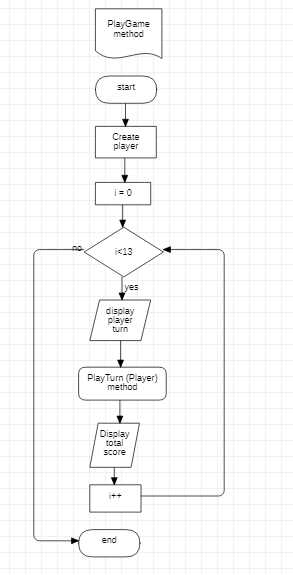 PlayGame
method
start
Create
player
i = 0
i<13
no
yes
display
player
turn
PlayTurn (Player)
method
Display
total
score
i++
end